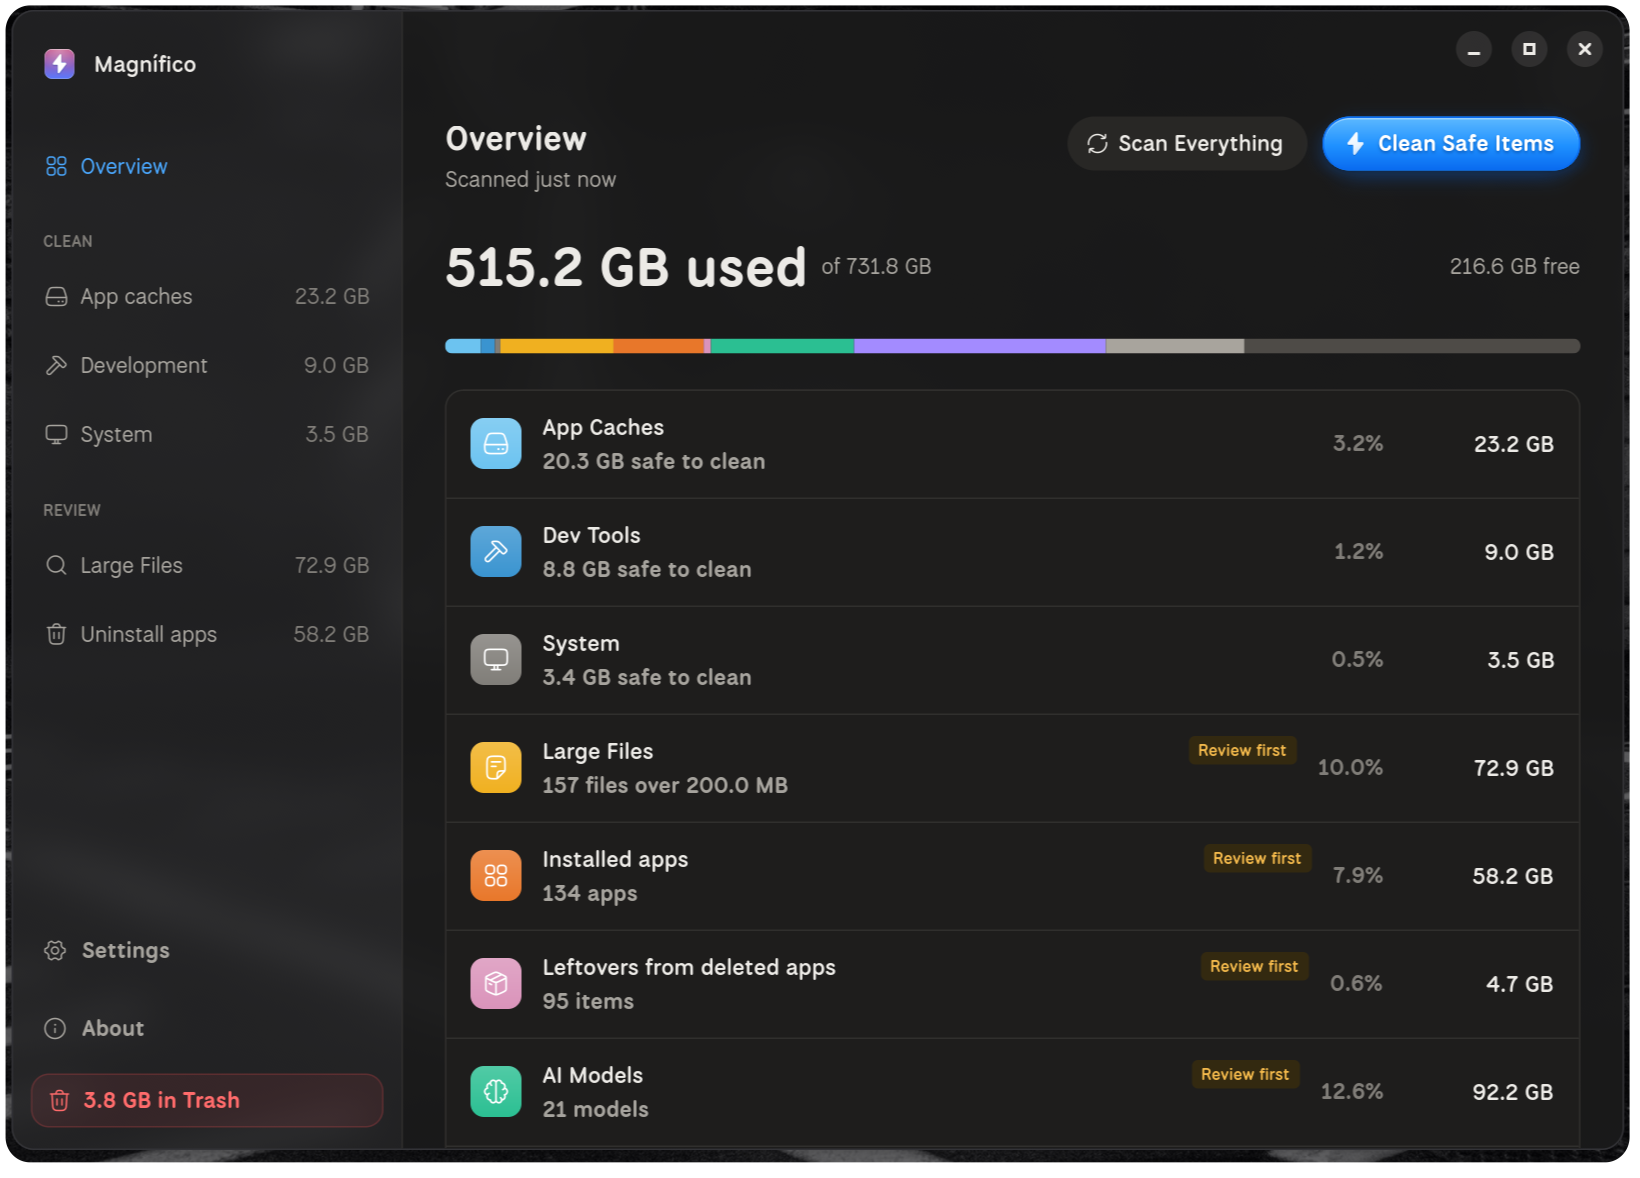 Magnífico
Overview
CLEAN
App caches 23.2 GB
Development 9.0 GB
System 3.5 GB
REVIEW
Large Files 72.9 GB
Uninstall apps 58.2 GB
Settings
About
3.8 GB in Trash
Overview
Scanned just now
Scan Everything
Clean Safe Items
515.2 GB used of 731.8 GB
216.6 GB free
App Caches
20.3 GB safe to clean
3.2% 23.2 GB
Dev Tools
8.8 GB safe to clean
1.2% 9.0 GB
System
3.4 GB safe to clean
0.5% 3.5 GB
Large Files
157 files over 200.0 MB
Review first 10.0% 72.9 GB
Installed apps
134 apps
Review first 7.9% 58.2 GB
Leftovers from deleted apps
95 items
Review first 0.6% 4.7 GB
AI Models
21 models
Review first 12.6% 92.2 GB